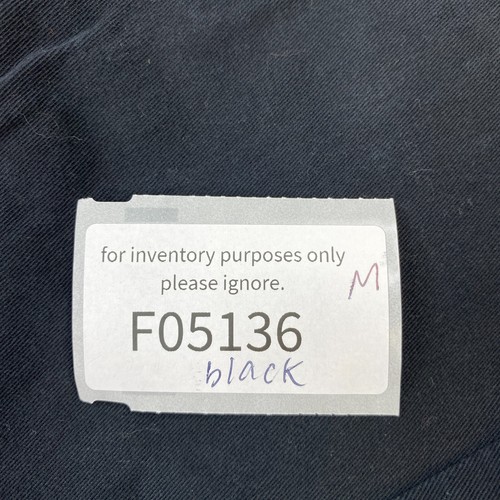 for inventory purposes only
please ignore.
M
F05136
black